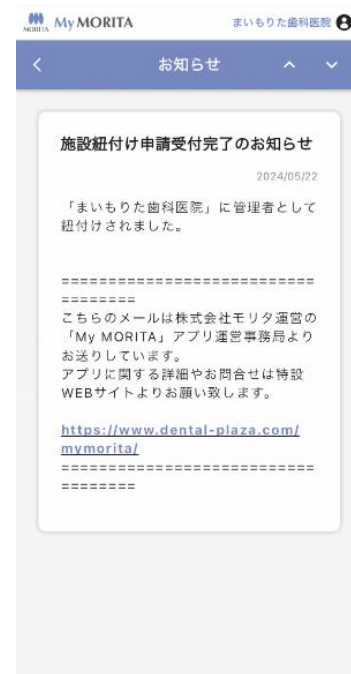 MORITA My MORITA まいもりた歯科医院
お知らせ
施設紐付け申請受付完了のお知らせ
2024/05/22
「まいもりた歯科医院」に管理者として
紐付けされました。
===========================
========
こちらのメールは株式会社モリタ運営の
「My MORITA」アプリ運営事務局より
お送りしています。
アプリに関する詳細やお問合せは特設
WEBサイトよりお願い致します。
https://www.dental-plaza.com/
mymorita/
===========================
========